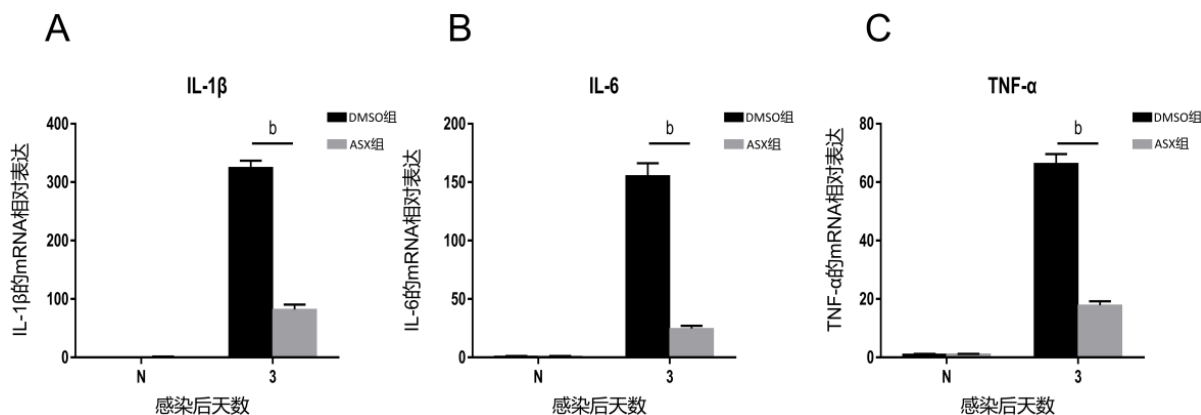 A
IL-1β
DMSO组
ASX组
b
IL-1β的mRNA相对表达
400
300
200
100
0
N
3
感染后天数
B
IL-6
DMSO组
ASX组
b
IL-6的mRNA相对表达
200
150
100
50
0
N
3
感染后天数
C
TNF-α
DMSO组
ASX组
b
TNF-α的mRNA相对表达
80
60
40
20
0
N
3
感染后天数